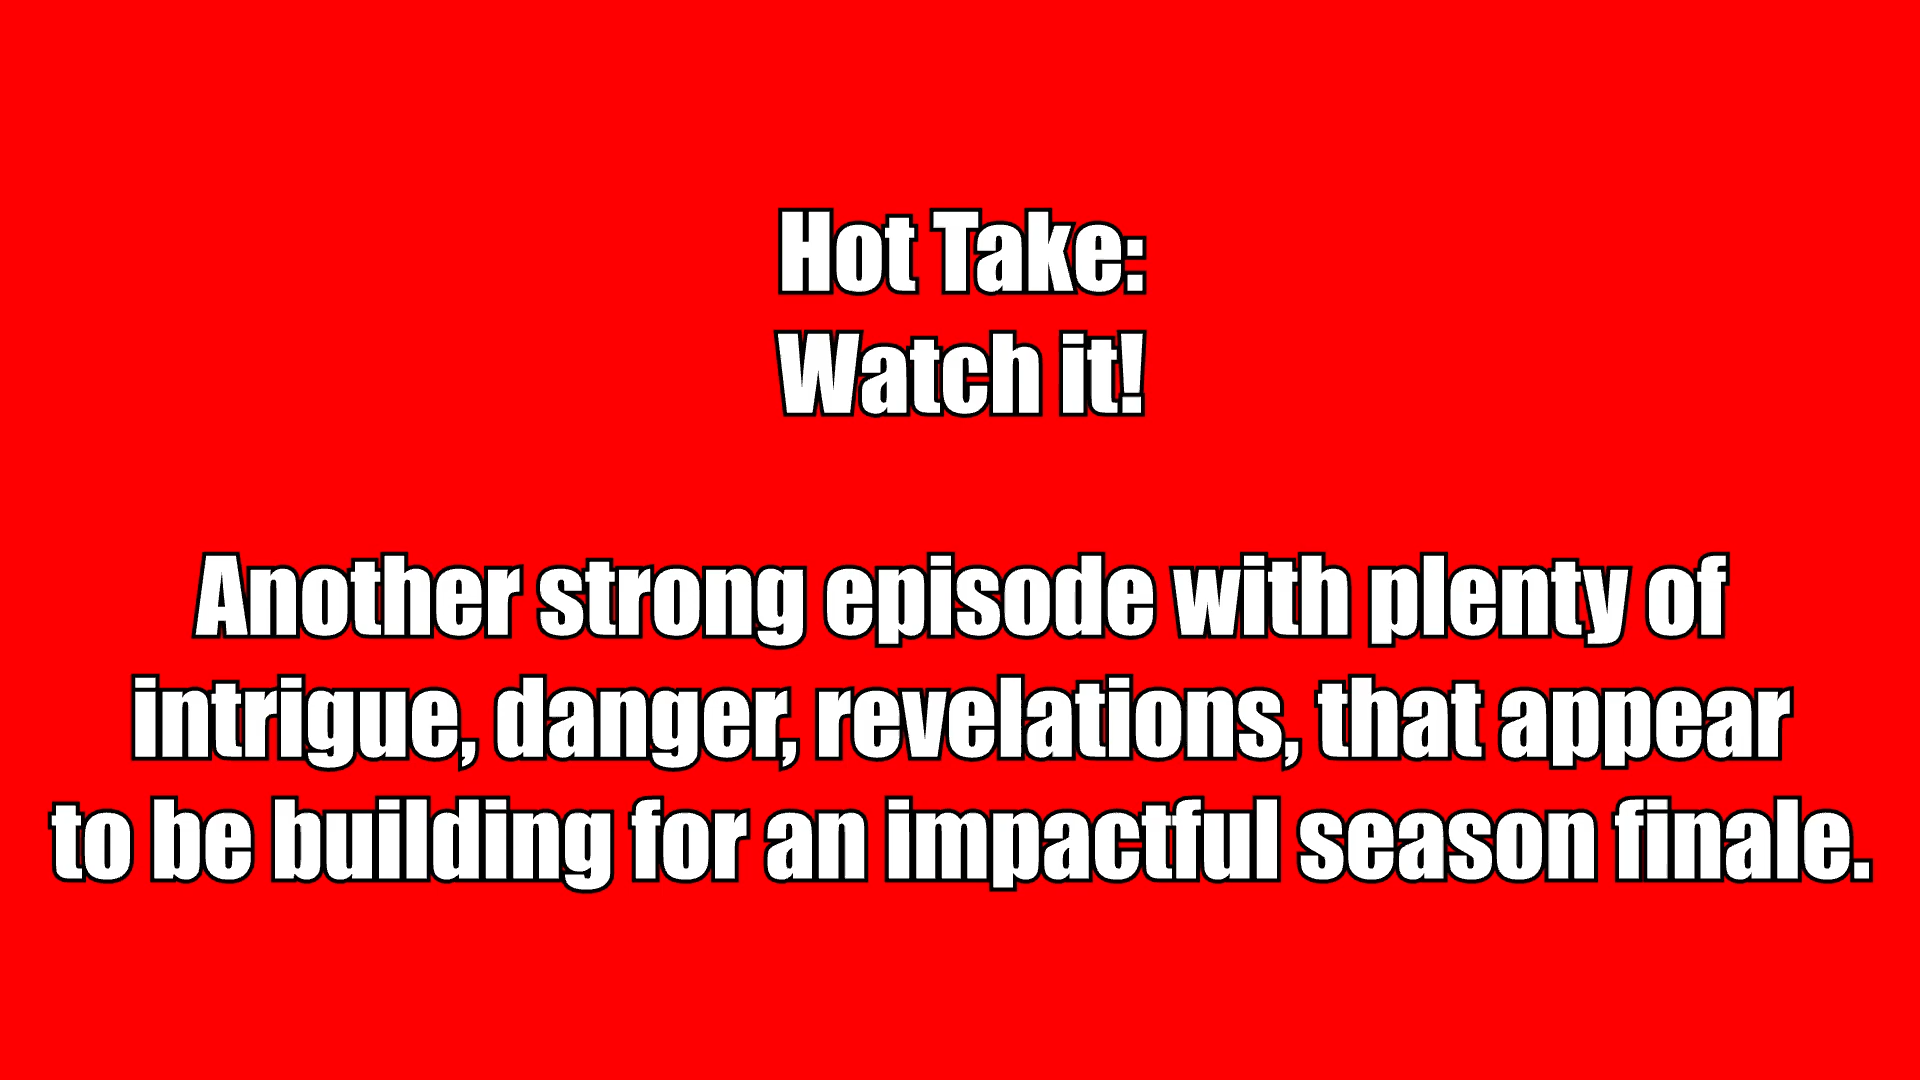 Hot Take:
Watch it!
Another strong episode with plenty of
intrigue, danger, revelations, that appear
to be building for an impactful season finale.